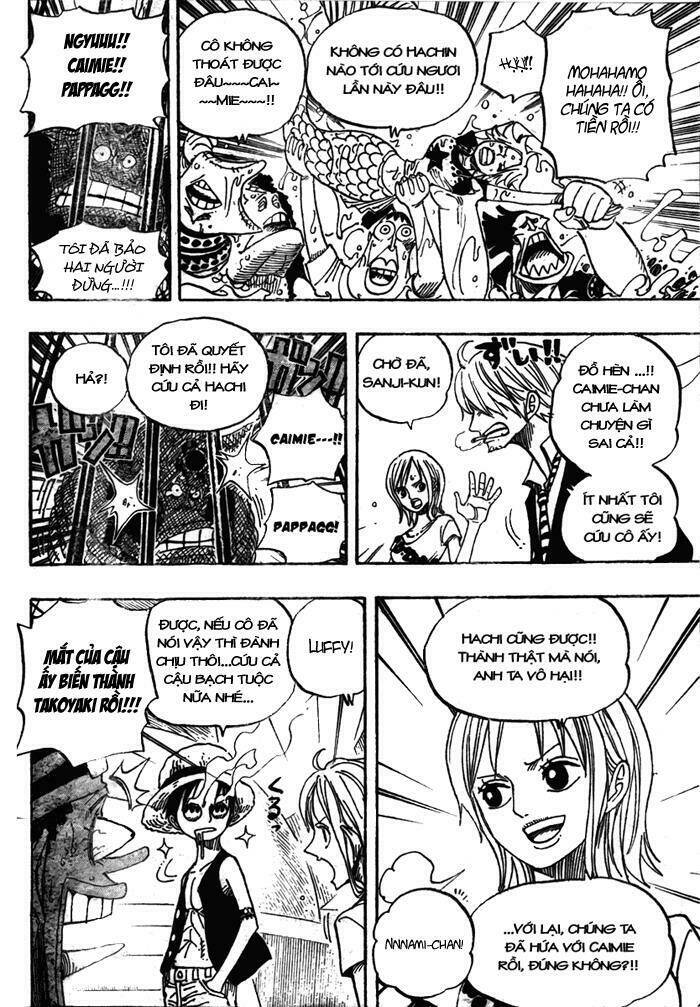 MOHAHAMO
HAHAHA!! ÔI,
CHÚNG TA CÓ
TIỀN RỒI!!
KHÔNG CÓ HACHIN
NÀO TỚI CỨU NGƯƠI
LẦN NÀY ĐÂU!!
CÔ KHÔNG
THOÁT ĐƯỢC
ĐÂU~~~CAI~
~~MIE~~~!!
NGYUUU!!
CAIMIE!!
PAPPAGG!
TÔI ĐÃ BẢO
HAI NGƯỜI
ĐỪNG...!!!
ĐỒ HÈN ...!!
CAIMIE-CHAN
CHƯA LÀM
CHUYỆN GÌ
SAI CẢ!!
ÍT NHẤT TÔI
CŨNG SẼ
CỨU CÔ ẤY!
CHỜ ĐÃ,
SANJI-KUN!
CAIMIE---!!
PAPPAGG!
TÔI ĐÃ QUYẾT
ĐỊNH RỒI!! HÃY
CỨU CẢ HACHI
ĐI!
HẢ?!
HACHI CŨNG ĐƯỢC!!
THÀNH THẬT MÀ NÓI,
ANH TA VÔ HẠI!!
...VỚI LẠI, CHÚNG TA
ĐÃ HỨA VỚI CAIMIE
RỒI, ĐÚNG KHÔNG?!!
NNNAMI-CHAN!
LUFFY!
ĐƯỢC, NẾU CÔ ĐÃ
NÓI VẬY THÌ ĐÀNH
CHỊU THÔI...CỨU CẢ
CẬU BẠCH TUỘC
NỮA NHÉ...
MẮT CỦA CẬU
ẤY BIẾN THÀNH
TAKOYAKI RỒI!!!